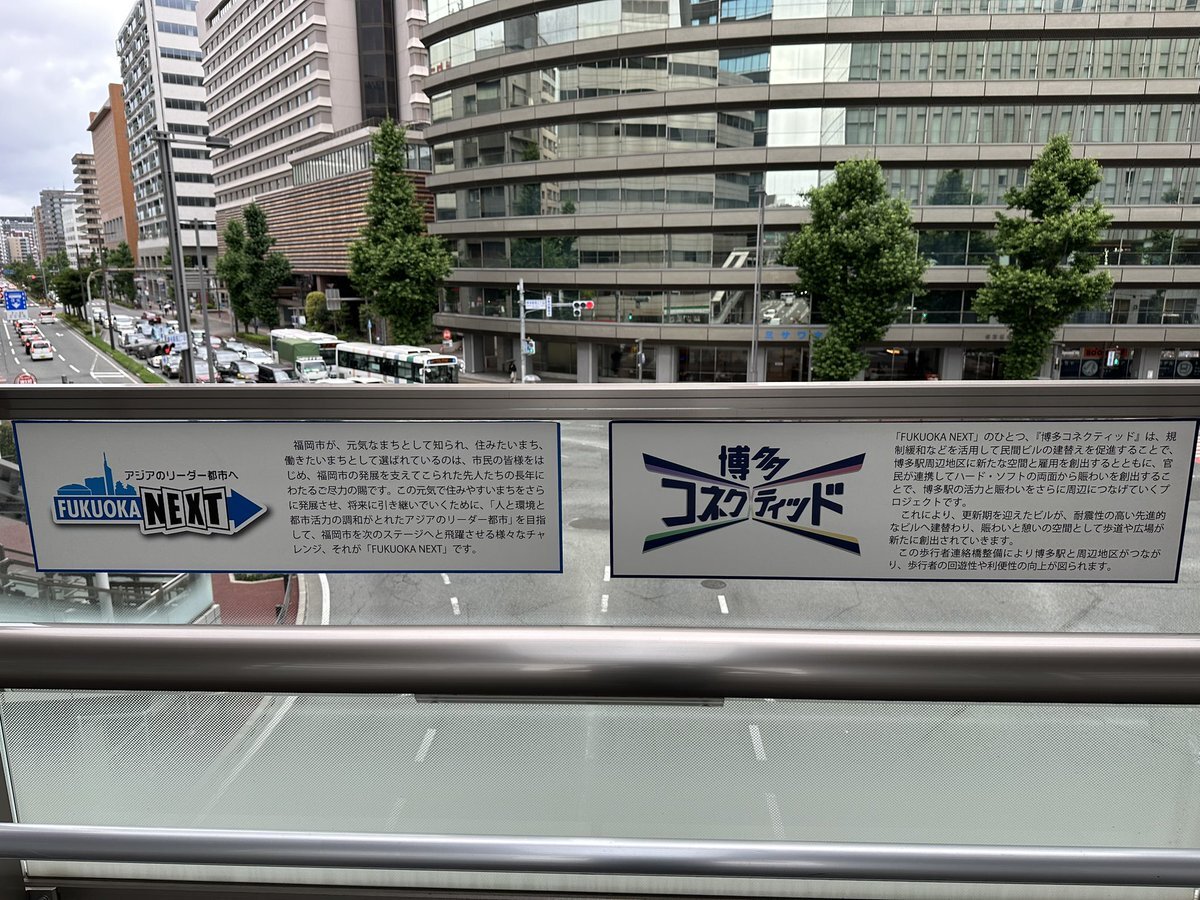 アジアのリーダー都市へ
FUKUOKA NEXT
福岡市が、元気なまちとして知られ、住みたいまち、
働きたいまちとして選ばれているのは、市民の皆様をは
じめ、福岡市の発展を支えてこられた先人たちの長年に
わたるご尽力の賜です。この元気で住みやすいまちをさら
に発展させ、将来に引き継いでいくために、「人と環境と
都市活力の調和がとれたアジアのリーダー都市」を目指
して、福岡市を次のステージへと飛躍させる様々なチャ
レンジ、それが「FUKUOKA NEXT」です。
博多
コネクティッド
「FUKUOKA NEXT」のひとつ、『博多コネクティッド』は、規
制緩和などを活用して民間ビルの建替えを促進することで、
博多駅周辺地区に新たな空間と雇用を創出するとともに、官
民が連携してハード・ソフトの両面から賑わいを創出するこ
とで、博多駅の活力と賑わいをさらに周辺につなげていくプ
ロジェクトです。
これにより、更新期を迎えたビルが、耐震性の高い先進的
なビルへ建替わり、賑わいと憩いの空間として歩道や広場が
新たに創出されていきます。
この歩行者連絡橋整備により博多駅と周辺地区がつなが
り、歩行者の回遊性や利便性の向上が図られます。